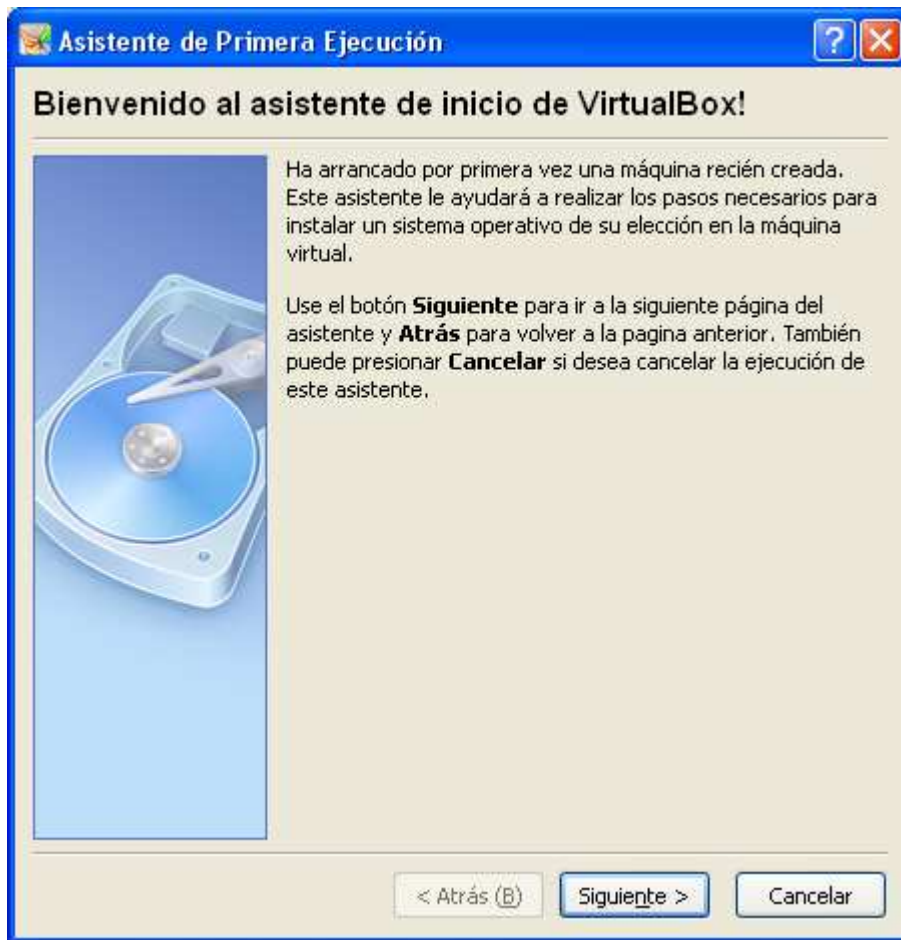 Asistente de Primera Ejecución
?
Bienvenido al asistente de inicio de VirtualBox!
Ha arrancado por primera vez una máquina recién creada.
Este asistente le ayudará a realizar los pasos necesarios para
instalar un sistema operativo de su elección en la máquina
virtual.
Use el botón Siguiente para ir a la siguiente página del
asistente y Atrás para volver a la pagina anterior. También
puede presionar Cancelar si desea cancelar la ejecución de
este asistente.
< Atrás (B)
Siguiente >
Cancelar